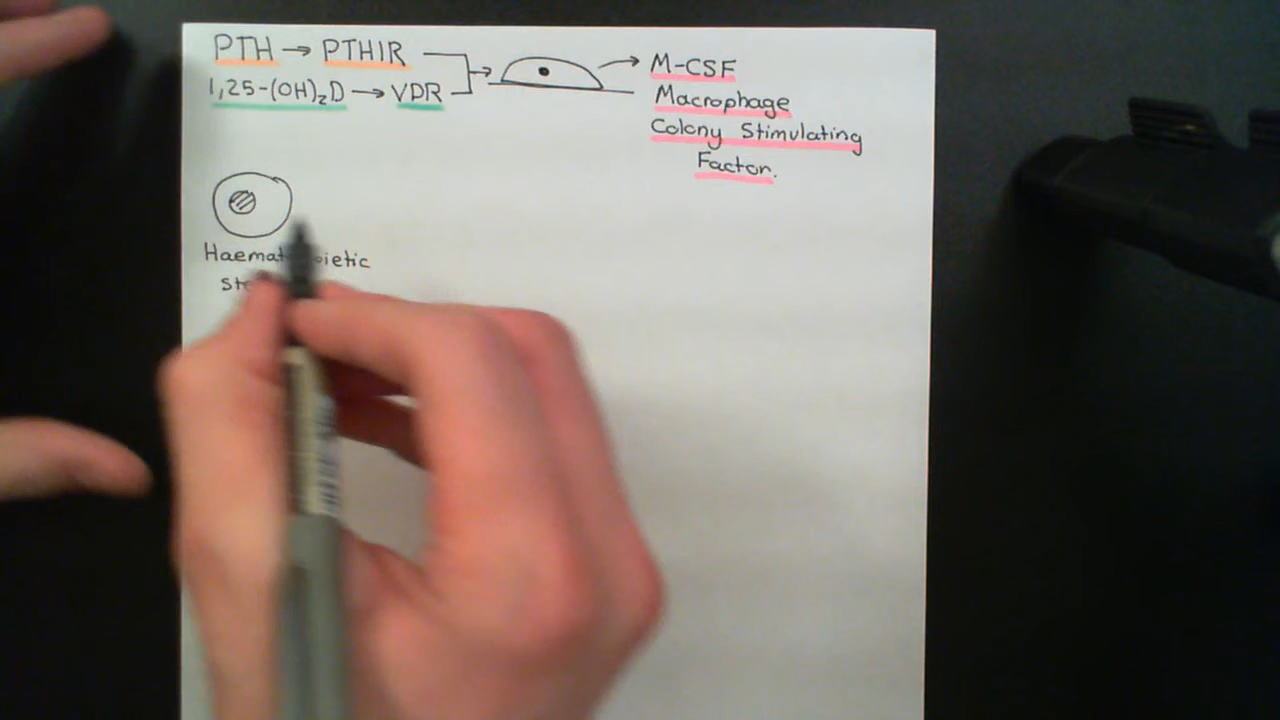 PTH → PTH1R
1,25-(OH)₂D → VDR
M-CSF
Macrophage
Colony Stimulating
Factor.